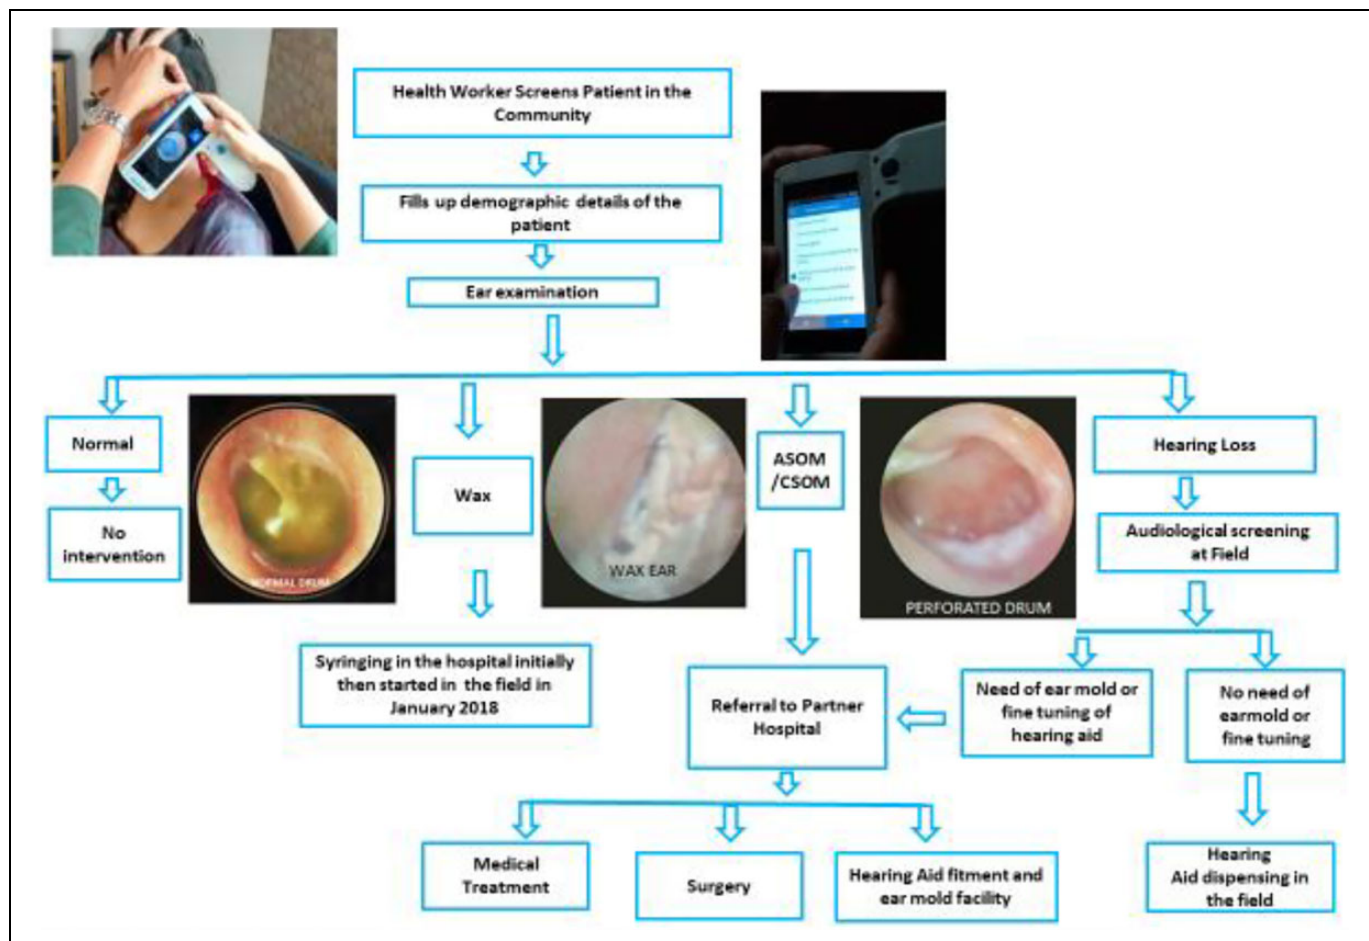 Health Worker Screens Patient in the
Community
Fills up demographic details of the
patient
Ear examination
Normal
No
intervention
NORMAL DRUM
Wax
Syringing in the hospital initially
then started in the field in
January 2018
WAX EAR
ASOM
/CSOM
PERFORATED DRUM
Hearing Loss
Audiological screening
at Field
Need of ear mold or
fine tuning of
hearing aid
No need of
earmold or
fine tuning
Referral to Partner
Hospital
Medical
Treatment
Surgery
Hearing Aid fitment and
ear mold facility
Hearing
Aid dispensing in
the field